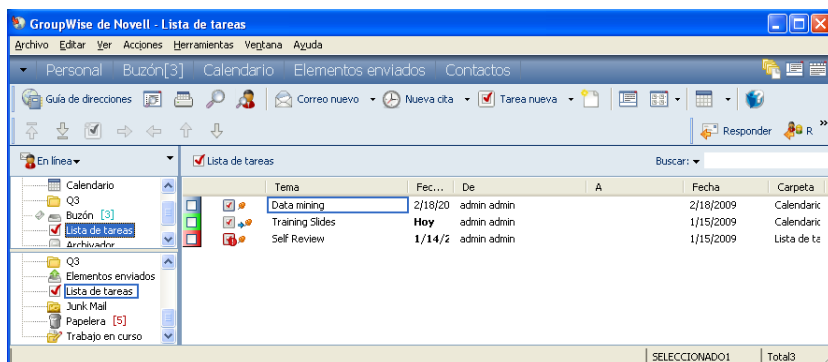 GroupWise de Novell - Lista de tareas
Archivo Editar Ver Acciones Herramientas Ventana Ayuda
Personal Buzón[3] Calendario Elementos enviados Contactos
Guía de direcciones Correo nuevo Nueva cita Tarea nueva
Responder R »
En línea Lista de tareas Buscar:
Calendario
Q3
Buzón [3]
Lista de tareas
Archivador
Q3
Elementos enviados
Lista de tareas
Junk Mail
Papelera [5]
Trabajo en curso
Tema Fec... De A Fecha Carpeta
Data mining 2/18/20 admin admin 2/18/2009 Calendaric
Training Slides Hoy admin admin 1/15/2009 Calendaric
Self Review 1/14/2 admin admin 1/15/2009 Lista de ta
SELECCIONADO1 Total3